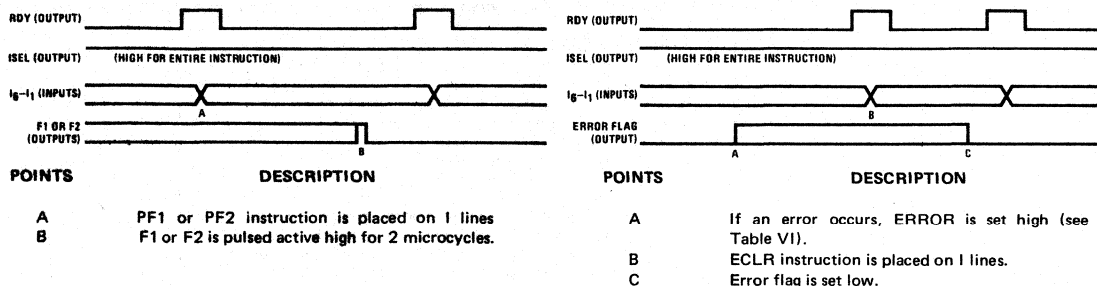 RDY (OUTPUT)
ISEL (OUTPUT) (HIGH FOR ENTIRE INSTRUCTION)
I6–I1 (INPUTS)
A
F1 OR F2
(OUTPUTS)
B
POINTS DESCRIPTION
A PF1 or PF2 instruction is placed on I lines
B F1 or F2 is pulsed active high for 2 microcycles.
RDY (OUTPUT)
ISEL (OUTPUT) (HIGH FOR ENTIRE INSTRUCTION)
I6–I1 (INPUTS)
B
ERROR FLAG
(OUTPUT)
A C
POINTS DESCRIPTION
A If an error occurs, ERROR is set high (see
Table VI).
B ECLR instruction is placed on I lines.
C Error flag is set low.